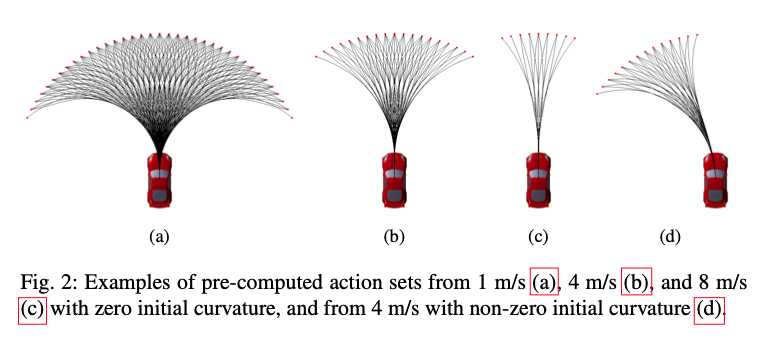 (a)
(b)
(c)
(d)
Fig. 2: Examples of pre-computed action sets from 1 m/s (a), 4 m/s (b), and 8 m/s
(c) with zero initial curvature, and from 4 m/s with non-zero initial curvature (d).